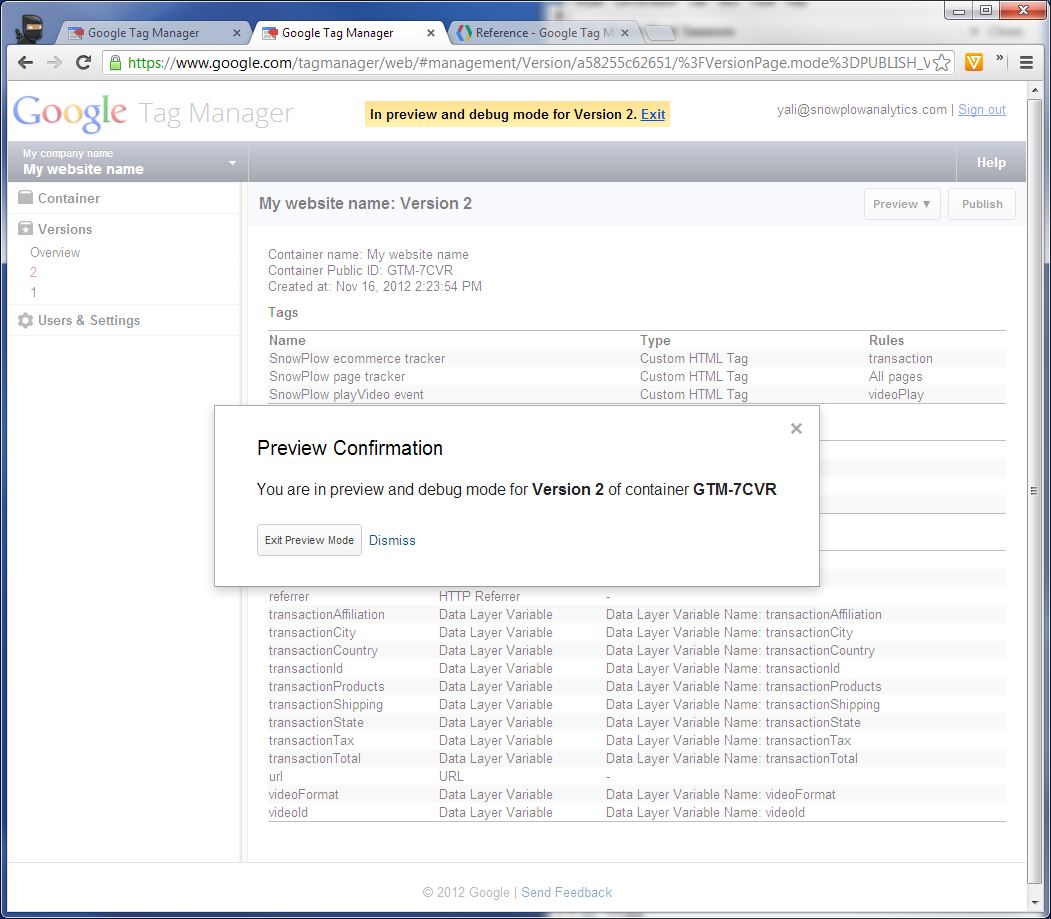 Google Tag Manager
Google Tag Manager
Reference - Google Tag M
https://www.google.com/tagmanager/web/#management/Version/a58255c62651/%3FVersionPage.mode%3DPUBLISH_V
Google Tag Manager
In preview and debug mode for Version 2. Exit
yali@snowplowanalytics.com | Sign out
My company name
My website name
Help
Container
Versions
Overview
2
1
Users & Settings
My website name: Version 2
Preview ▼
Publish
Container name: My website name
Container Public ID: GTM-7CVR
Created at: Nov 16, 2012 2:23:54 PM
Tags
Name Type Rules
SnowPlow ecommerce tracker Custom HTML Tag transaction
SnowPlow page tracker Custom HTML Tag All pages
SnowPlow playVideo event Custom HTML Tag videoPlay
Preview Confirmation
You are in preview and debug mode for Version 2 of container GTM-7CVR
Exit Preview Mode Dismiss
referrer HTTP Referrer -
transactionAffiliation Data Layer Variable Data Layer Variable Name: transactionAffiliation
transactionCity Data Layer Variable Data Layer Variable Name: transactionCity
transactionCountry Data Layer Variable Data Layer Variable Name: transactionCountry
transactionId Data Layer Variable Data Layer Variable Name: transactionId
transactionProducts Data Layer Variable Data Layer Variable Name: transactionProducts
transactionShipping Data Layer Variable Data Layer Variable Name: transactionShipping
transactionState Data Layer Variable Data Layer Variable Name: transactionState
transactionTax Data Layer Variable Data Layer Variable Name: transactionTax
transactionTotal Data Layer Variable Data Layer Variable Name: transactionTotal
url URL -
videoFormat Data Layer Variable Data Layer Variable Name: videoFormat
videoId Data Layer Variable Data Layer Variable Name: videoId
© 2012 Google | Send Feedback